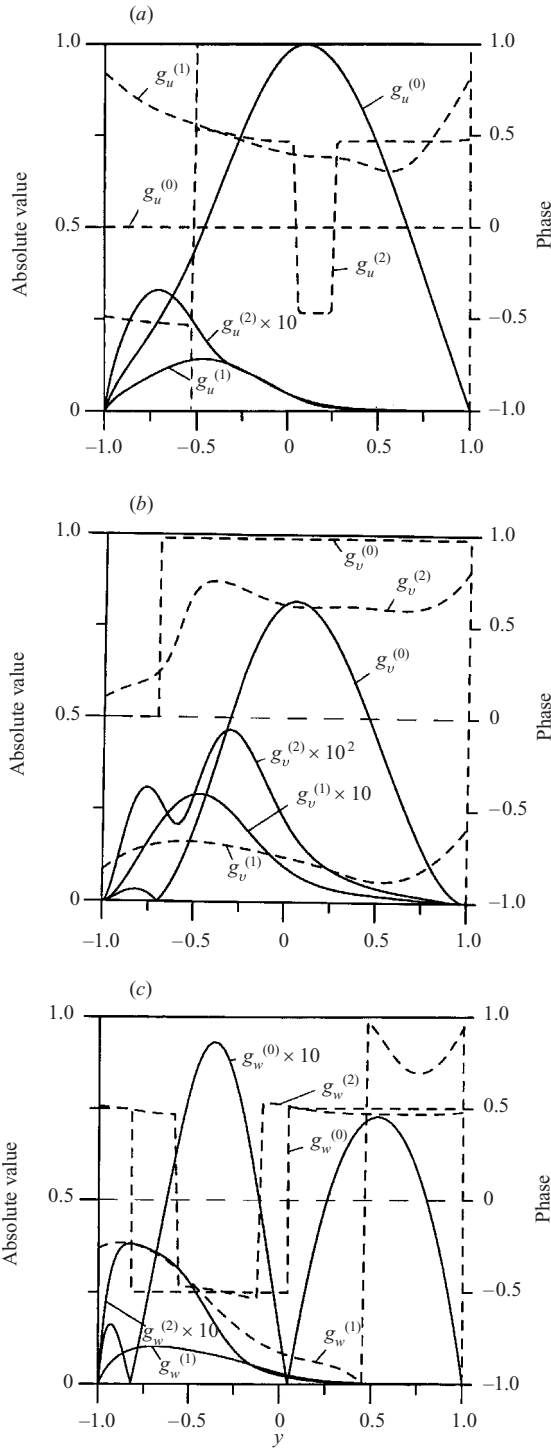 (a)
1.0
1.0
g_u^(1)
g_u^(0)
0.5
g_u^(0)
Absolute value
0.5
0
Phase
g_u^(2)
g_u^(2) × 10
−0.5
g_u^(1)
0
−1.0
−1.0 −0.5 0 0.5 1.0
(b)
1.0
1.0
g_v^(0)
g_v^(2)
0.5
g_v^(0)
Absolute value
0.5
0
Phase
g_v^(2) × 10^2
g_v^(1) × 10
−0.5
g_v^(1)
0
−1.0
−1.0 −0.5 0 0.5 1.0
(c)
1.0
1.0
g_w^(0) × 10
g_w^(2)
0.5
g_w^(0)
Absolute value
0.5
0
Phase
−0.5
g_w^(2) × 10
g_w^(1)
g_w^(1)
0
−1.0
−1.0 −0.5 0 0.5 1.0
y